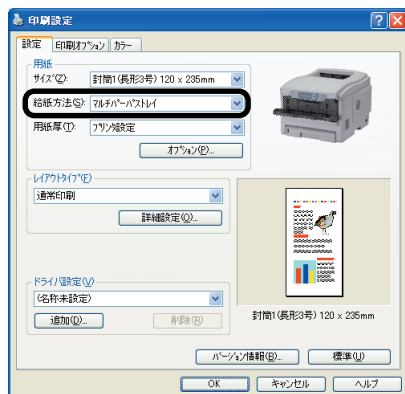 印刷設定
設定 印刷オプション カラー
用紙
サイズ(Z): 封筒1(長形3号) 120 x 235mm
給紙方法(S): マルチパーパストレイ
用紙厚(T): プリンタ設定
オプション(P)...
レイアウトタイプ(F)
通常印刷
詳細設定(O)...
ドライバ設定(V)
(名称未設定)
追加(D)... 削除(R)
封筒1(長形3号) 120 x 235mm
バージョン情報(B)... 標準(U)
OK キャンセル ヘルプ